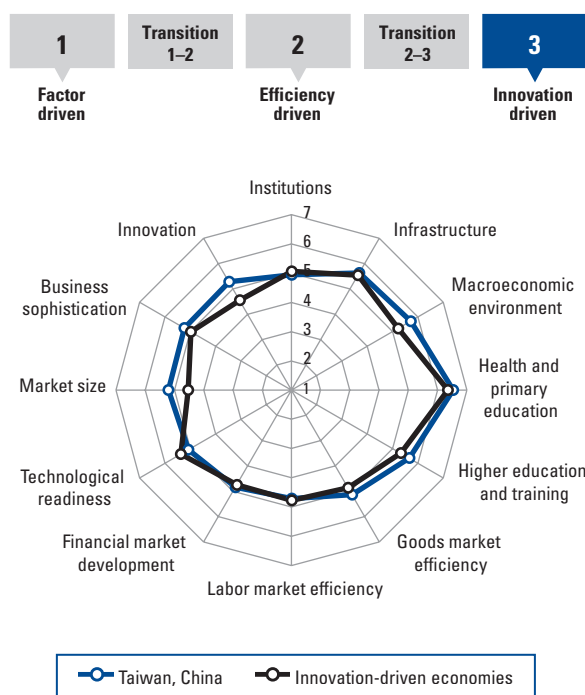 1
Transition
1–2
2
Transition
2–3
3
Factor
driven
Efficiency
driven
Innovation
driven
Institutions
7
6
5
4
3
2
1
Infrastructure
Macroeconomic
environment
Health and
primary
education
Higher education
and training
Goods market
efficiency
Labor market efficiency
Financial market
development
Technological
readiness
Market size
Business
sophistication
Innovation
Taiwan, China
Innovation-driven economies